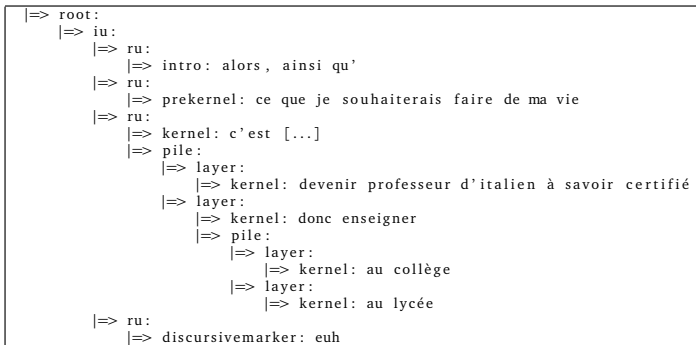 |=> root:
|=> iu:
|=> ru:
|=> intro: alors, ainsi qu'
|=> ru:
|=> prekernel: ce que je souhaiterais faire de ma vie
|=> ru:
|=> kernel: c'est [...]
|=> pile:
|=> layer:
|=> kernel: devenir professeur d'italien à savoir certifié
|=> layer:
|=> kernel: donc enseigner
|=> pile:
|=> layer:
|=> kernel: au collège
|=> layer:
|=> kernel: au lycée
|=> ru:
|=> discursivemarker: euh